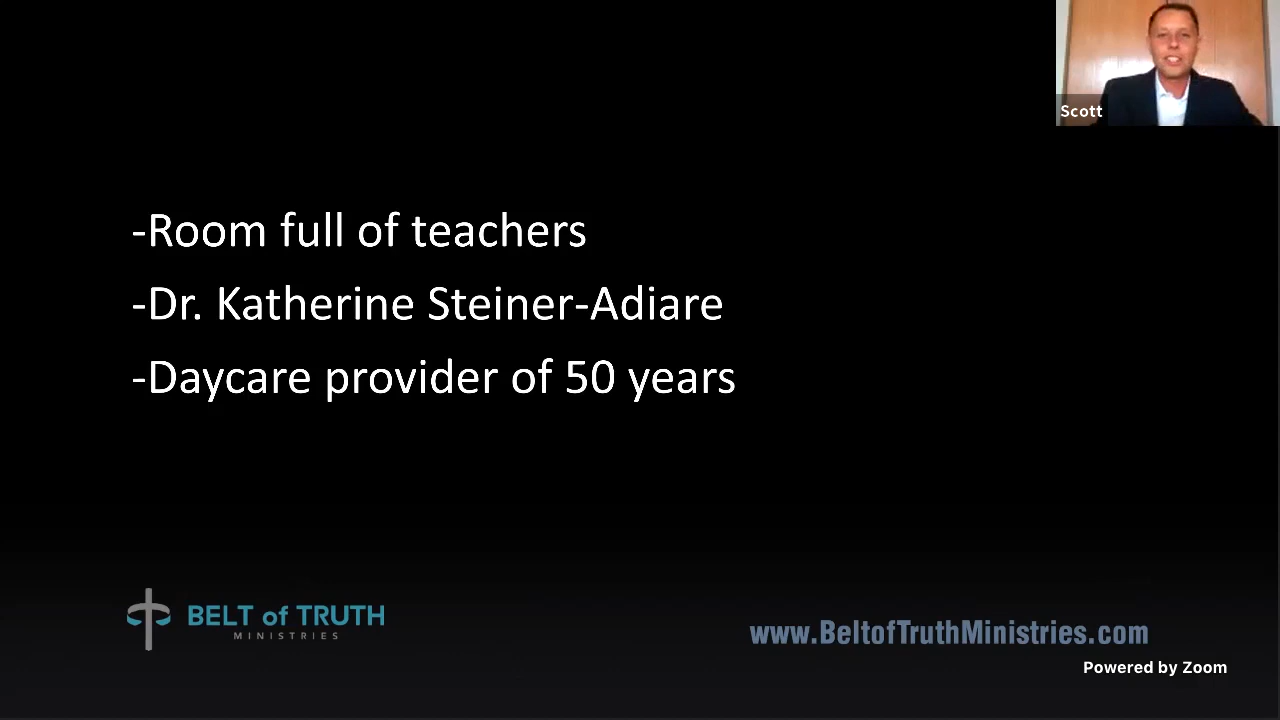 Scott
-Room full of teachers
-Dr. Katherine Steiner-Adiare
-Daycare provider of 50 years
BELT of TRUTH
MINISTRIES
www.BeltofTruthMinistries.com
Powered by Zoom